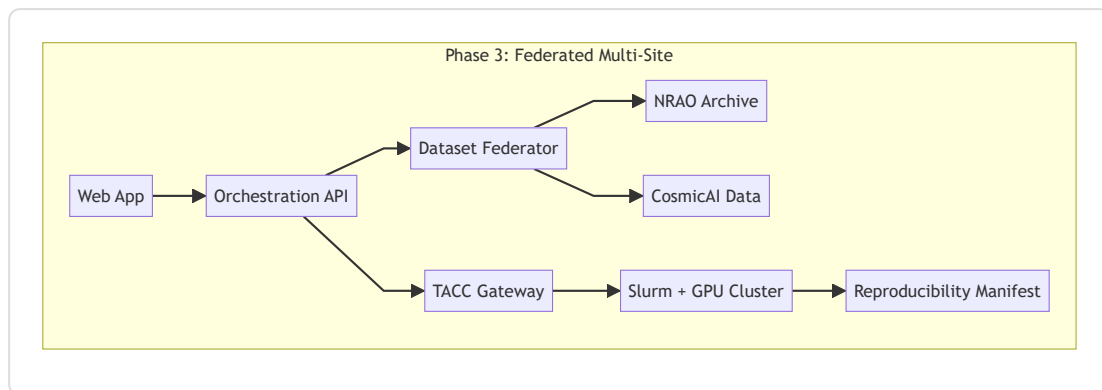 Phase 3: Federated Multi-Site
NRAO Archive
Dataset Federator
Web App
Orchestration API
CosmicAI Data
TACC Gateway
Slurm + GPU Cluster
Reproducibility Manifest